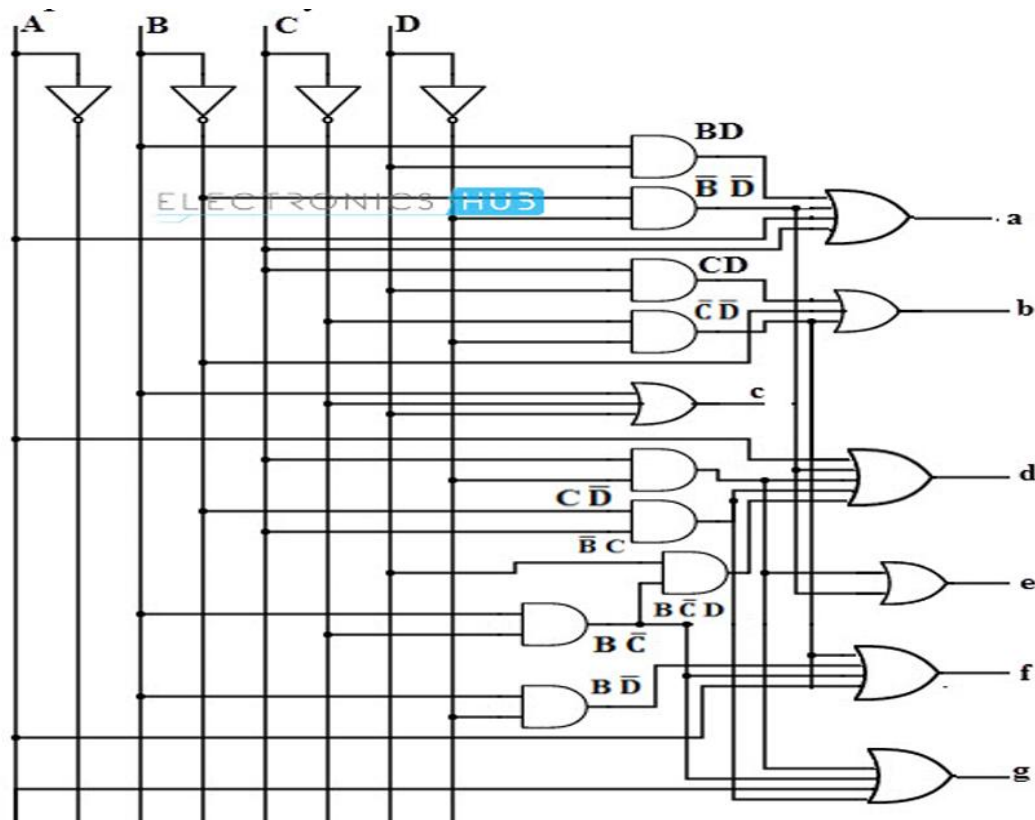 A B C D
BD
B̅ D̅
ELECTRONICS HUB
a
CD
C̅ D̅
b
c
d
C D̅
B̅ C
e
B C̅ D
B C̅
B D̅
f
g